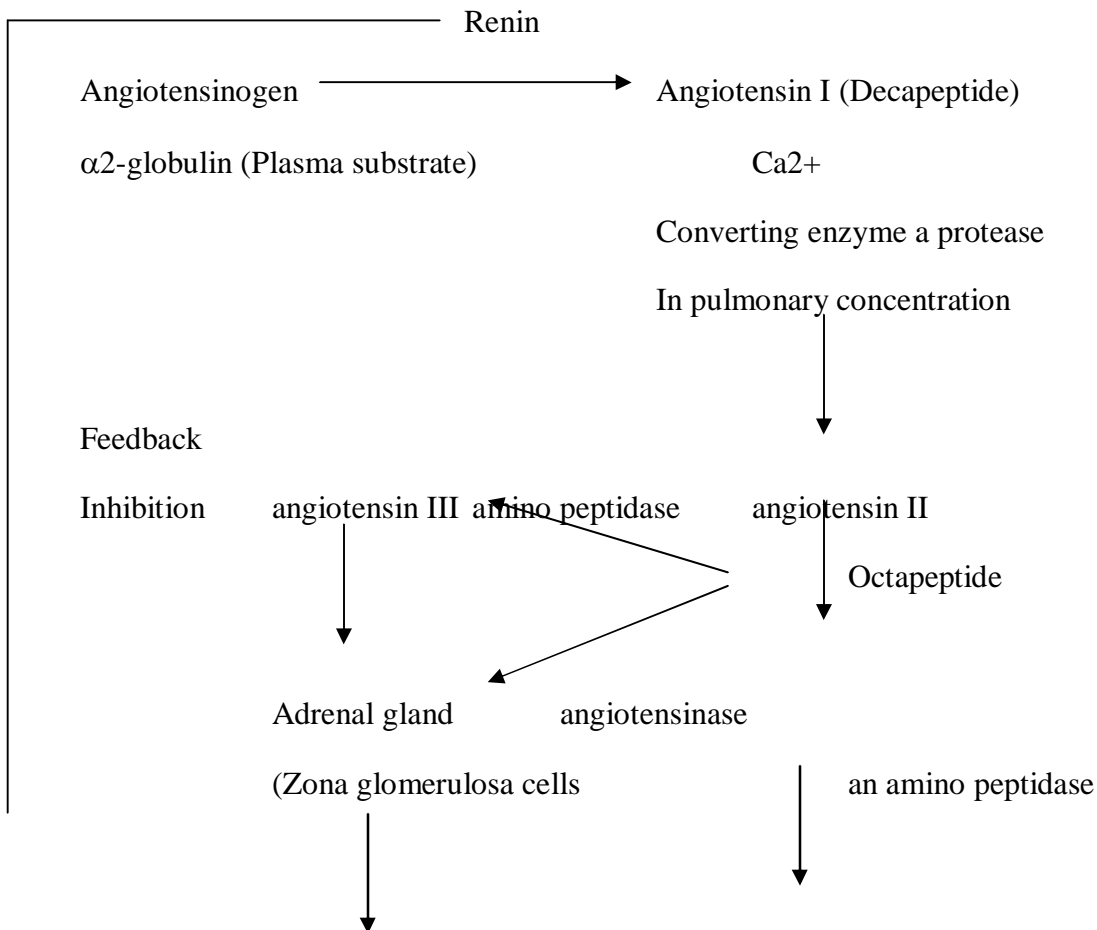 Renin
Angiotensinogen Angiotensin I (Decapeptide)
α2-globulin (Plasma substrate) Ca2+
Converting enzyme a protease
In pulmonary concentration
Feedback
Inhibition angiotensin III amino peptidase angiotensin II
Octapeptide
Adrenal gland angiotensinase
(Zona glomerulosa cells an amino peptidase